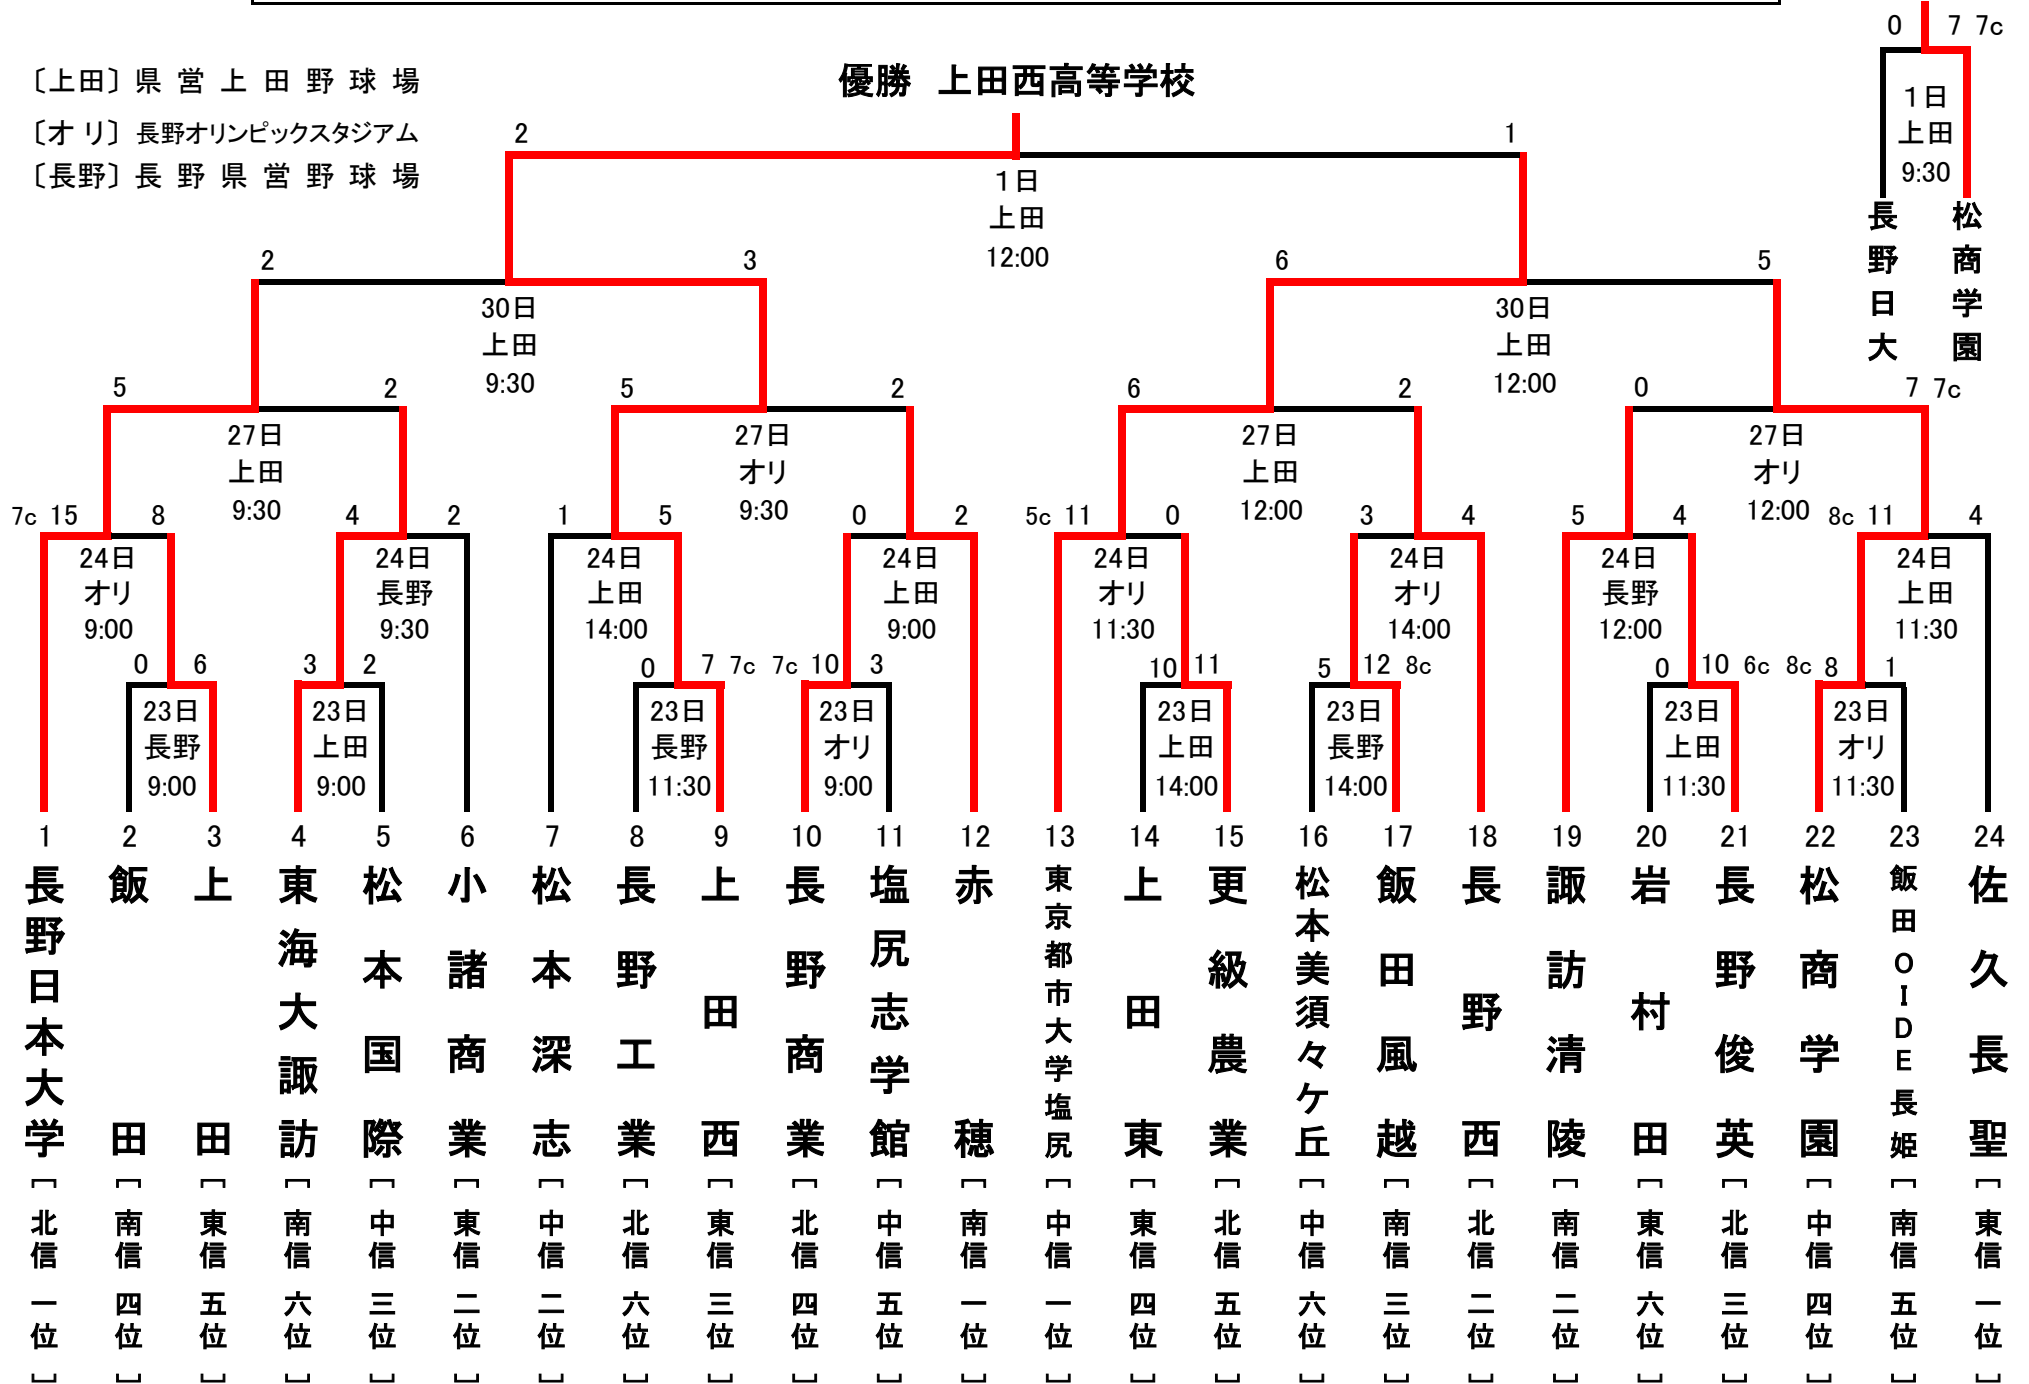 0 7 7c
1日
上田
9:30
長野日大
松商学園
〔上田〕県営上田野球場
〔オリ〕長野オリンピックスタジアム
〔長野〕長野県営野球場
優勝 上田西高等学校
2 1
1日
上田
12:00
2 3 6 5
30日 30日
上田 上田
9:30 12:00
5 2 5 2 6 2 0 7 7c
27日 27日 27日 27日
上田 オリ 上田 オリ
9:30 9:30 12:00 12:00
7c 15 8 4 2 1 5 0 2 5c 11 0 3 4 5 4 8c 11 4
24日 24日 24日 24日 24日 24日 24日 24日
オリ 長野 上田 上田 オリ オリ 長野 上田
9:00 9:30 14:00 9:00 11:30 14:00 12:00 11:30
0 6 3 2 0 7 7c 7c 10 3 10 11 5 12 8c 0 10 6c 8c 8 1
23日 23日 23日 23日 23日 23日 23日 23日
長野 上田 長野 オリ 上田 長野 上田 オリ
9:00 9:00 11:30 9:00 14:00 14:00 11:30 11:30
1 2 3 4 5 6 7 8 9 10 11 12 13 14 15 16 17 18 19 20 21 22 23 24
長野日本大学［北信一位］
飯田［南信四位］
上田［東信五位］
東海大諏訪［南信六位］
松本国際［中信三位］
小諸商業［東信二位］
松本深志［中信二位］
長野工業［北信六位］
上田西［東信三位］
長野商業［北信四位］
塩尻志学館［中信五位］
赤穂［南信一位］
東京都市大学塩尻［中信一位］
上田東［東信四位］
更級農業［北信五位］
松本美須々ケ丘［中信六位］
飯田風越［南信三位］
長野西［北信二位］
諏訪清陵［南信二位］
岩村田［東信六位］
長野俊英［北信三位］
松商学園［中信四位］
飯田OIDE長姫［南信五位］
佐久長聖［東信一位］